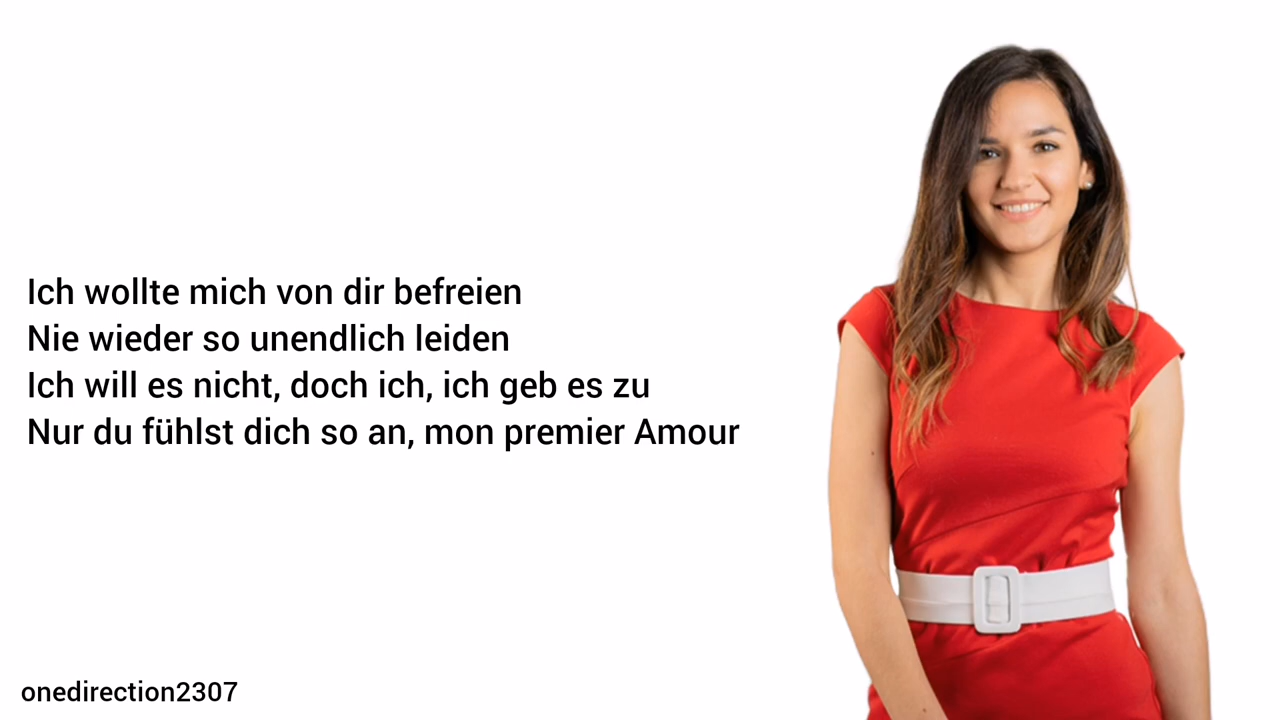 Ich wollte mich von dir befreien
Nie wieder so unendlich leiden
Ich will es nicht, doch ich, ich geb es zu
Nur du fühlst dich so an, mon premier Amour
onedirection2307